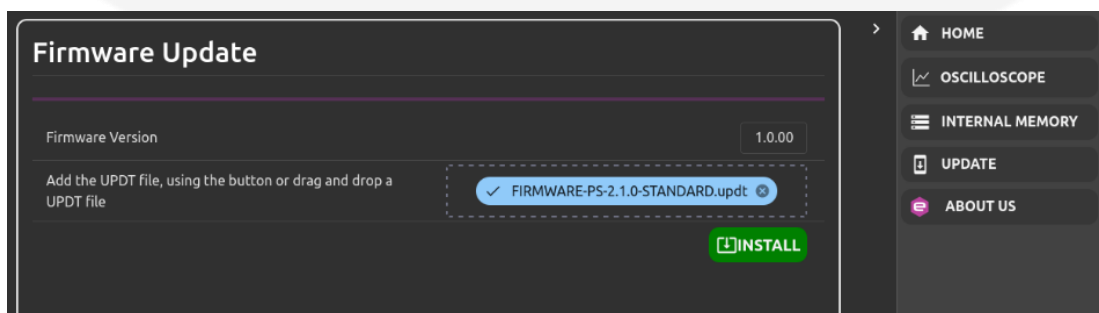 Firmware Update
Firmware Version
1.0.00
Add the UPDT file, using the button or drag and drop a
UPDT file
FIRMWARE-PS-2.1.0-STANDARD.updt
INSTALL
HOME
OSCILLOSCOPE
INTERNAL MEMORY
UPDATE
ABOUT US